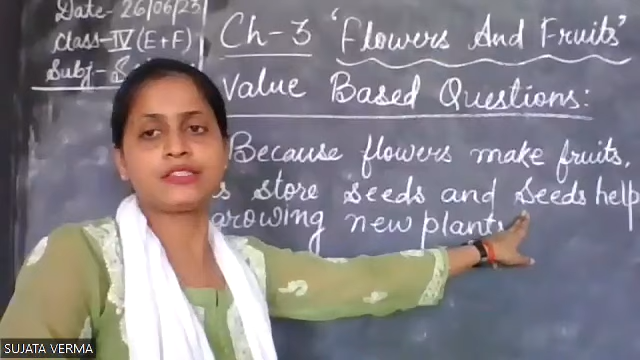 Date- 26/06/23
Class-IV (E+F)
Subj-
Ch-3 'Flowers And Fruits'
Value Based Questions:
Because flowers make fruits,
store seeds and seeds help
growing new plants
SUJATA VERMA